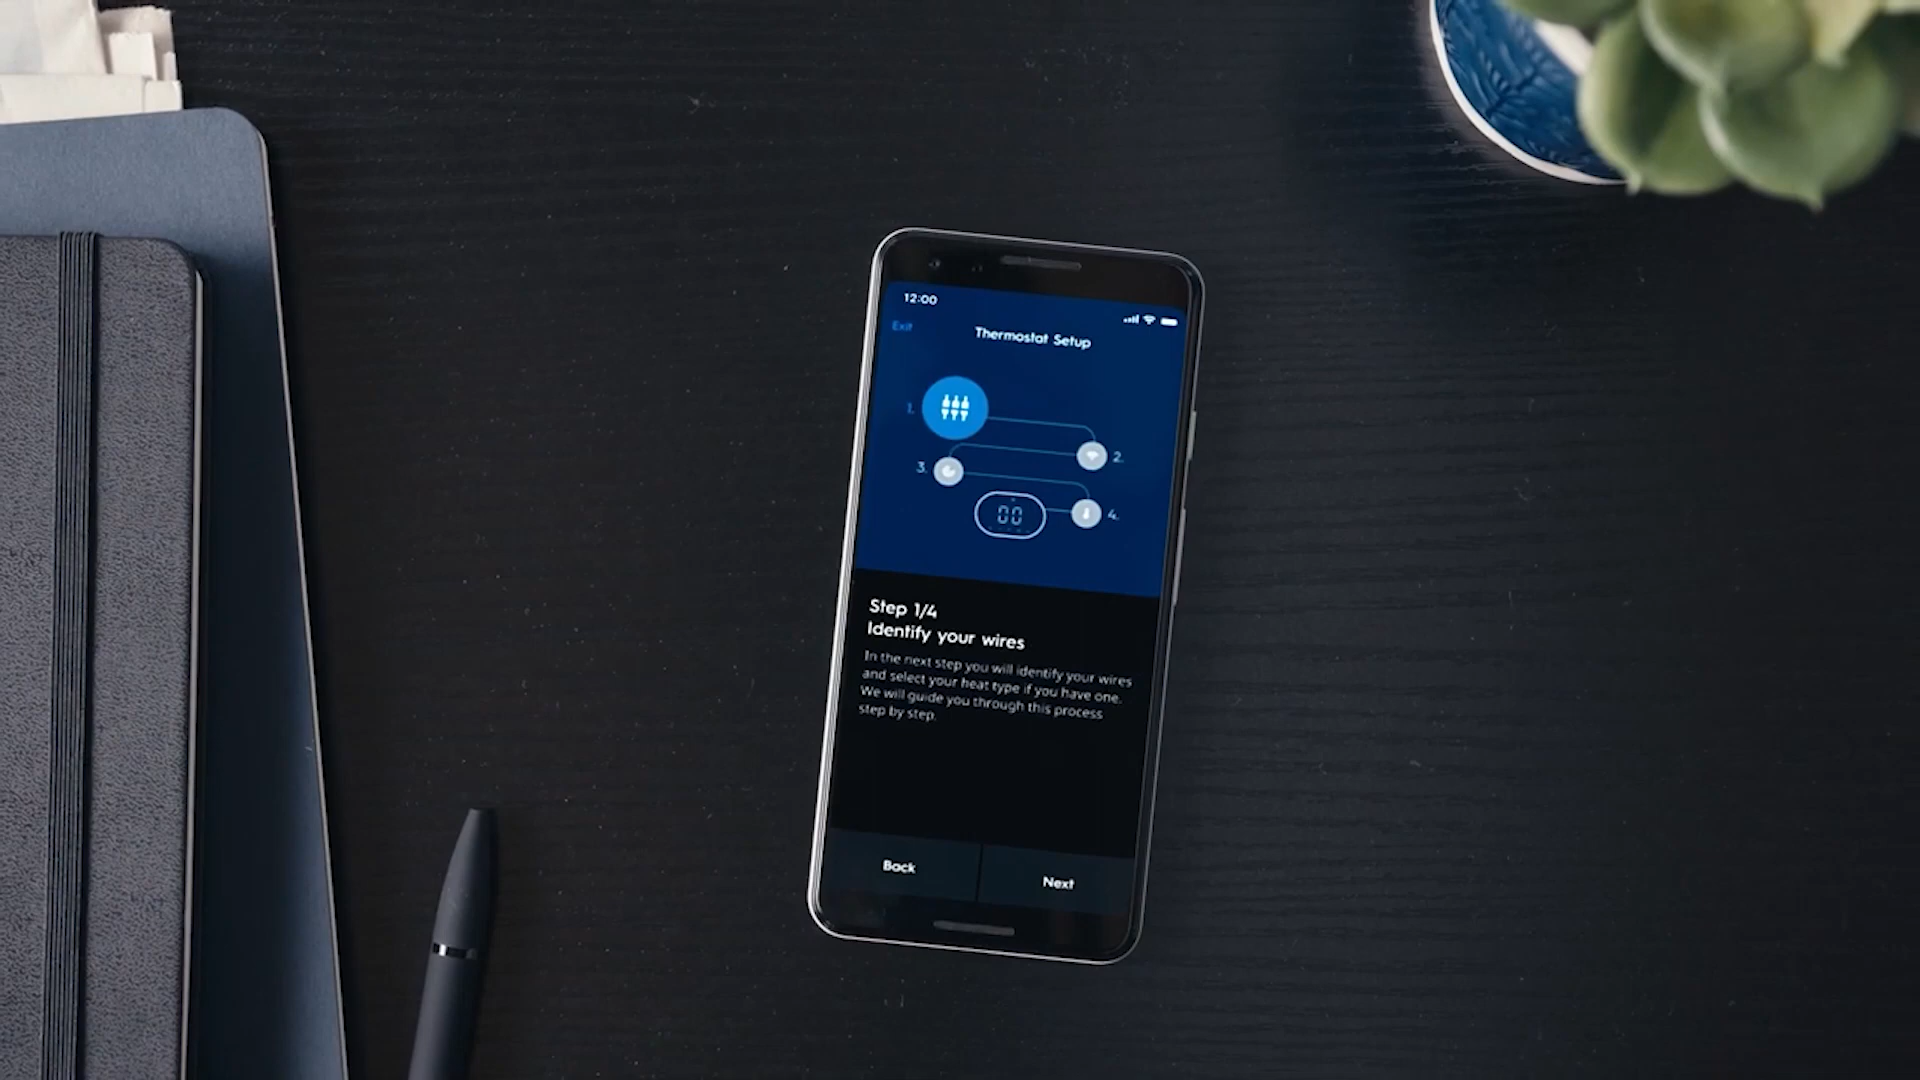 12:00
Exit
Thermostat Setup
1.
2.
3.
00
4.
Step 1/4
Identify your wires
In the next step you will identify your wires
and select your heat type if you have one.
We will guide you through this process
step by step.
Back
Next